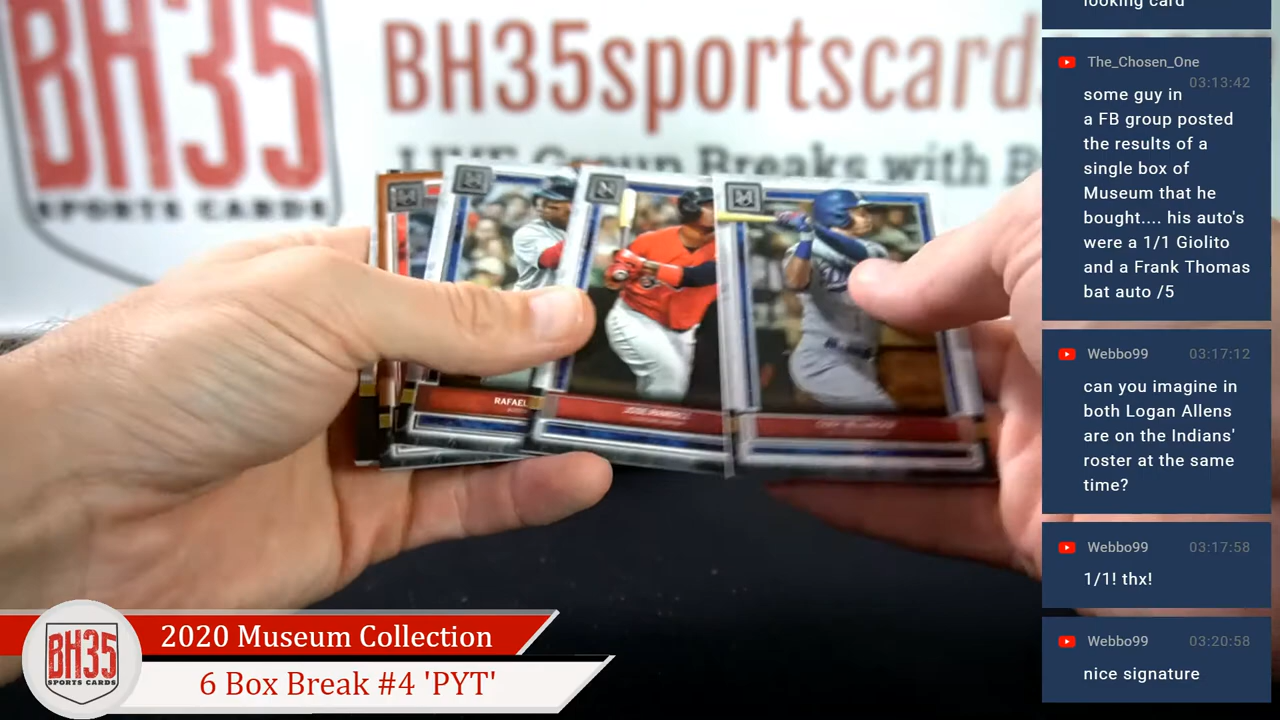 BH35
SPORTS CARDS
BH35sportscard
LIVE Group Breaks with B
RAFAEL
looking card
The_Chosen_One
03:13:42
some guy in
a FB group posted
the results of a
single box of
Museum that he
bought.... his auto's
were a 1/1 Giolito
and a Frank Thomas
bat auto /5
Webbo99 03:17:12
can you imagine in
both Logan Allens
are on the Indians'
roster at the same
time?
Webbo99 03:17:58
1/1! thx!
Webbo99 03:20:58
nice signature
BH35
SPORTS CARDS
2020 Museum Collection
6 Box Break #4 'PYT'